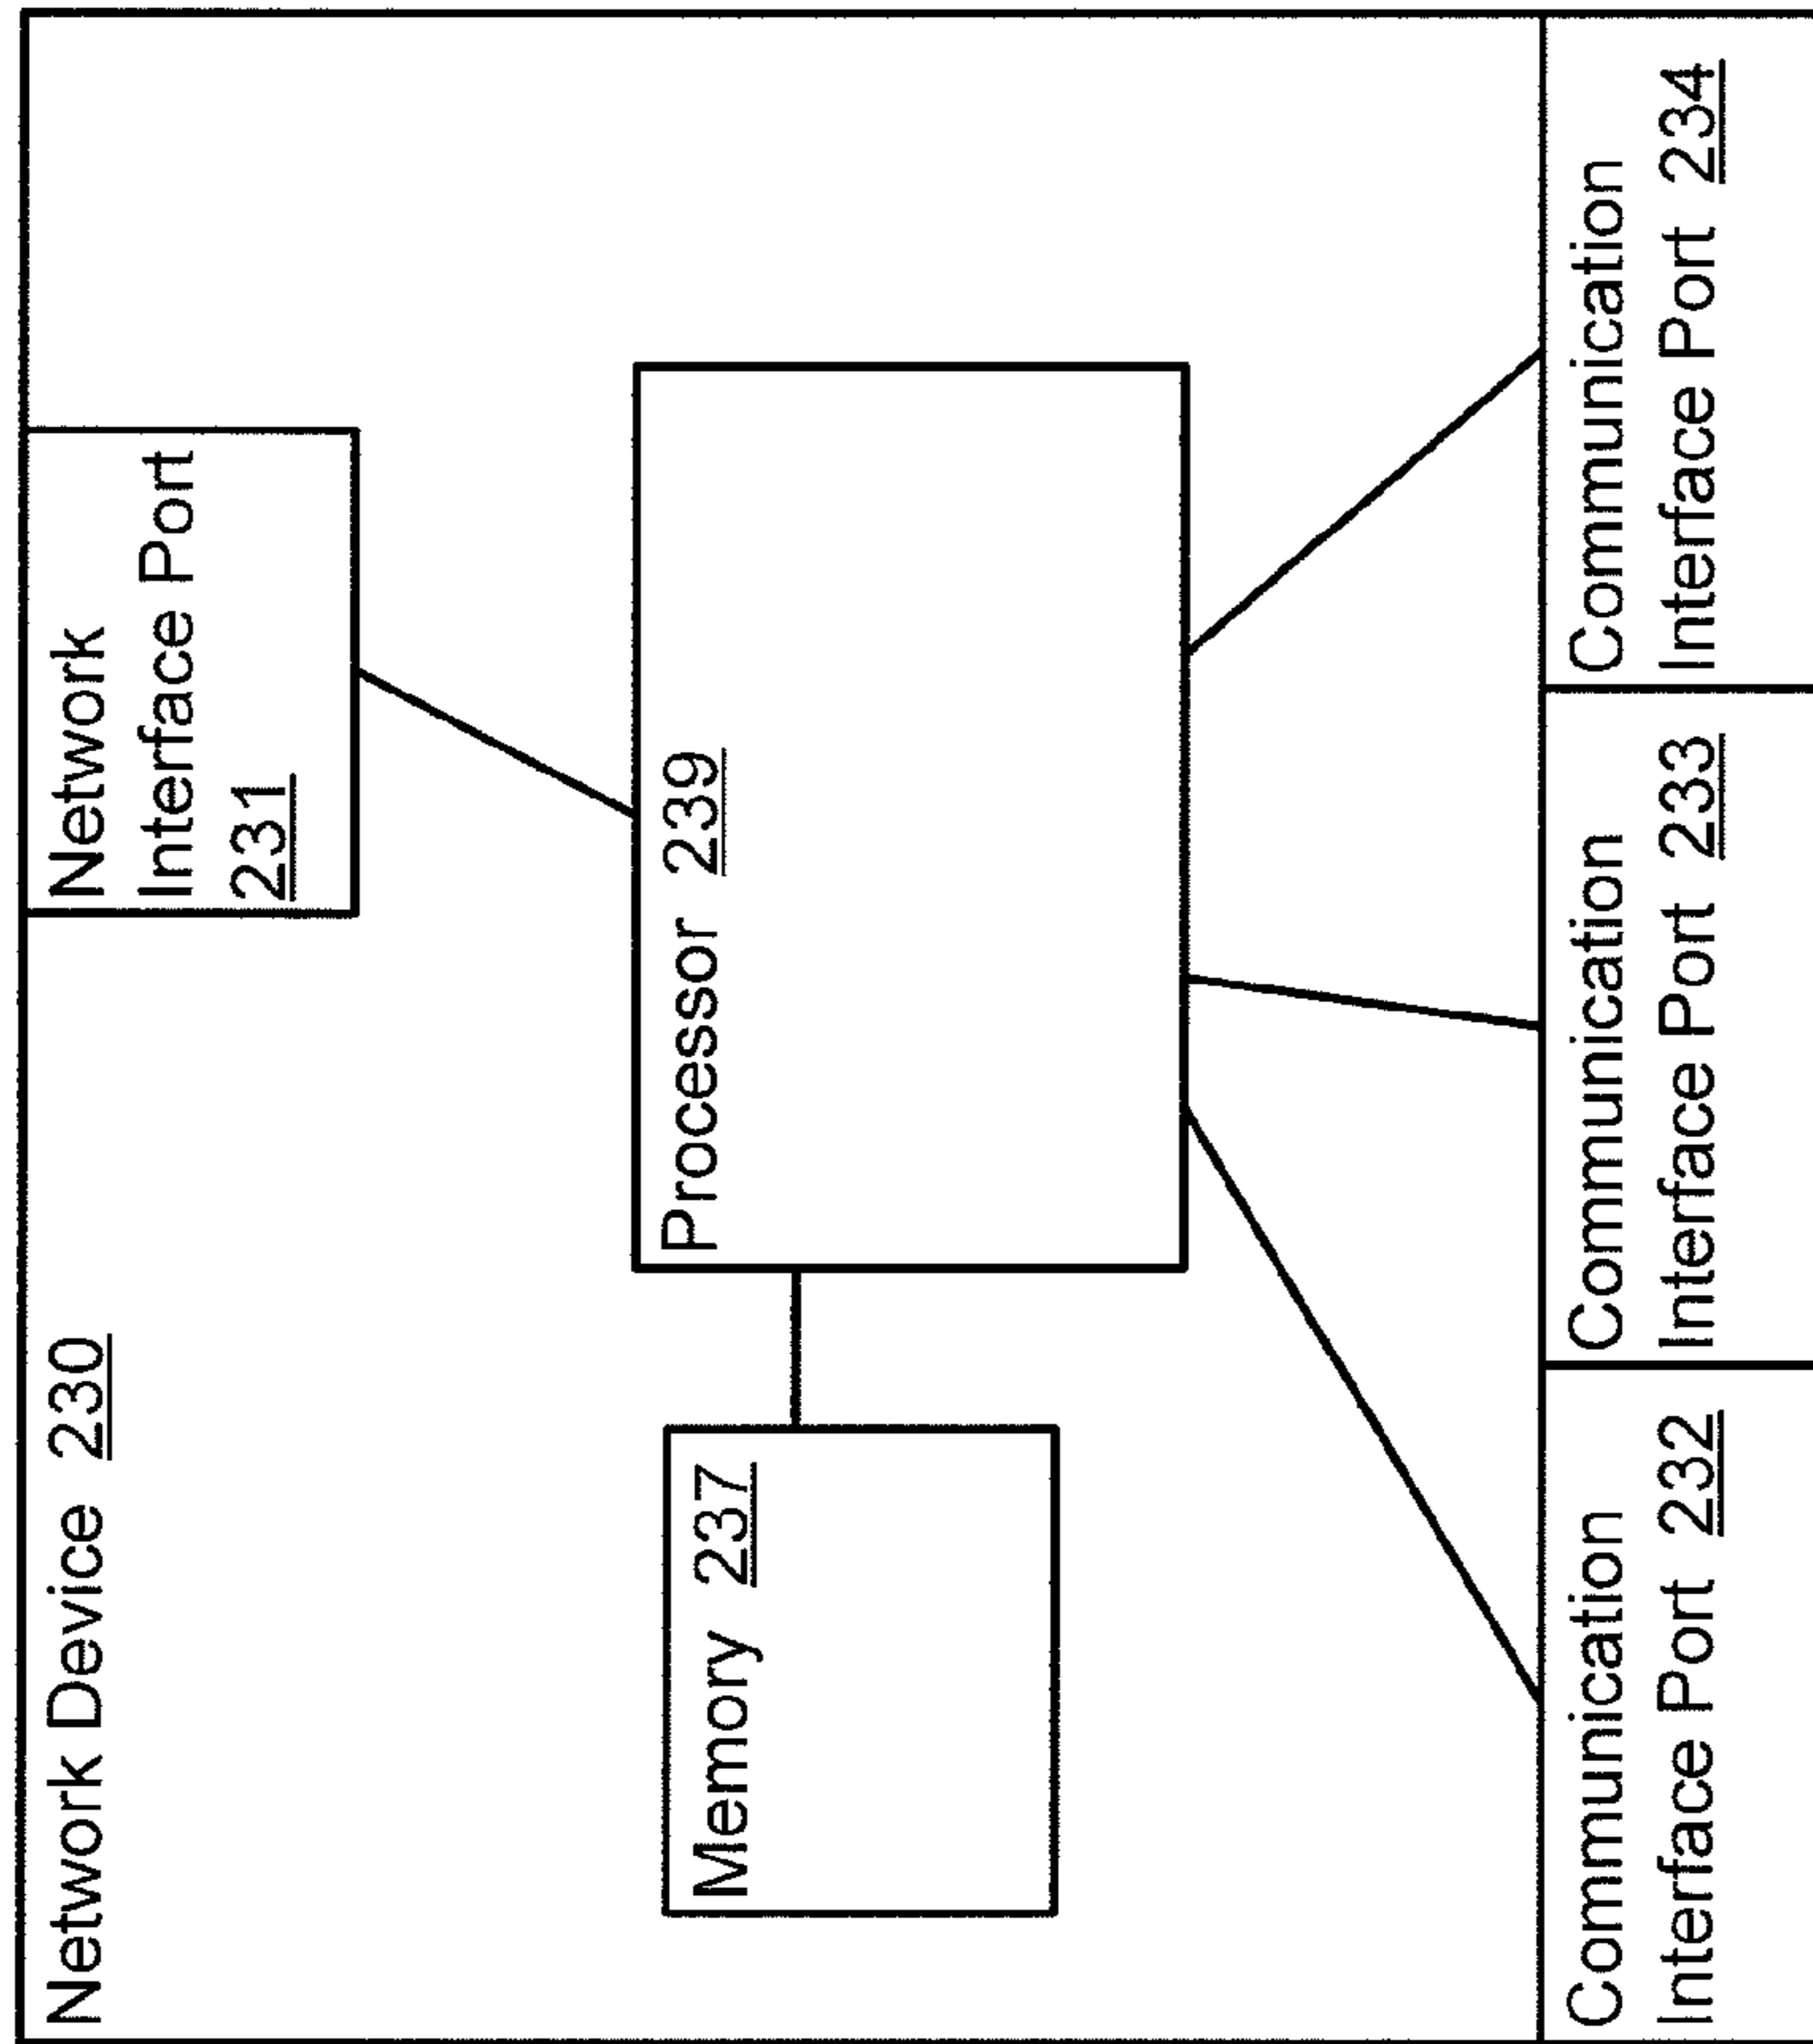 Network Device 230
Network
Interface Port
231
Memory 237
Processor 239
Communication
Interface Port 232
Communication
Interface Port 233
Communication
Interface Port 234